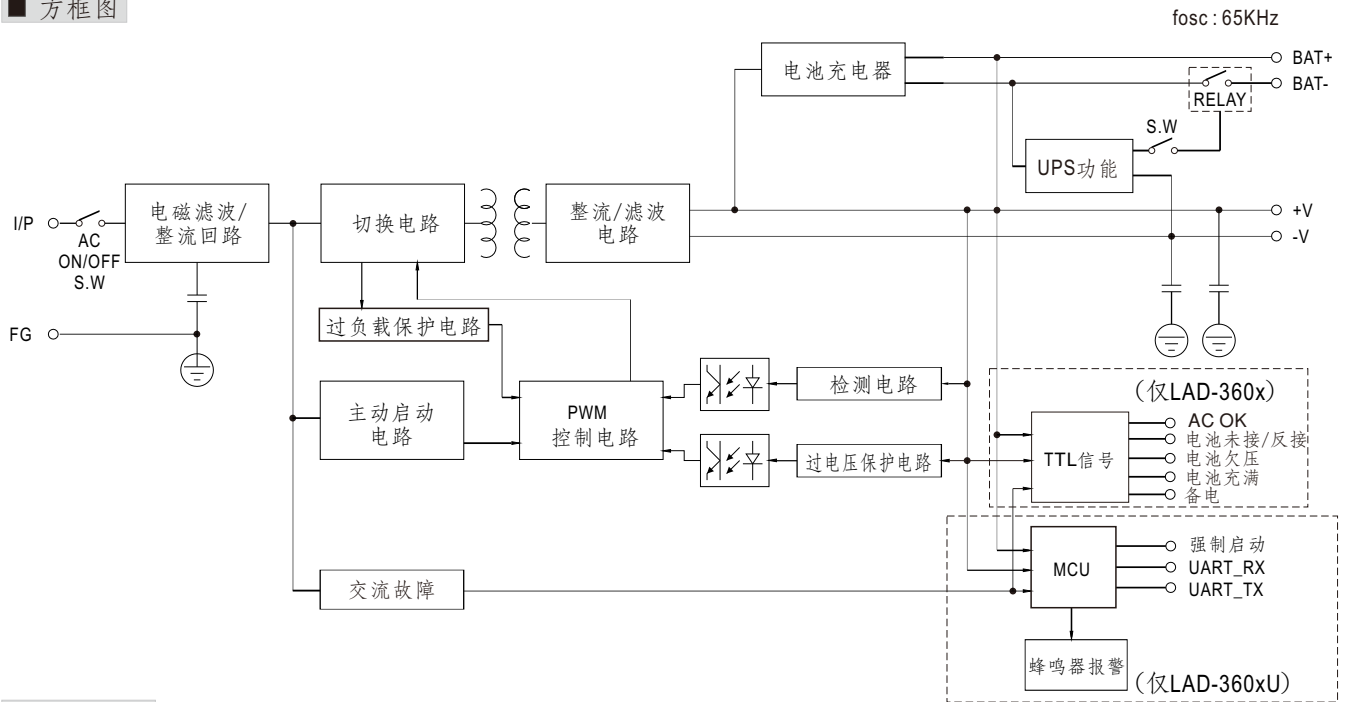 ■ 方框图
fosc : 65KHz
电池充电器
BAT+
BAT-
RELAY
S.W
UPS功能
I/P
AC
ON/OFF
S.W
电磁滤波/
整流回路
切换电路
整流/滤波
电路
+V
-V
FG
过负载保护电路
主动启动
电路
PWM
控制电路
检测电路
过电压保护电路
(仅LAD-360x)
TTL信号
AC OK
电池未接/反接
电池欠压
电池充满
备电
交流故障
MCU
强制启动
UART_RX
UART_TX
蜂鸣器报警
(仅LAD-360xU)